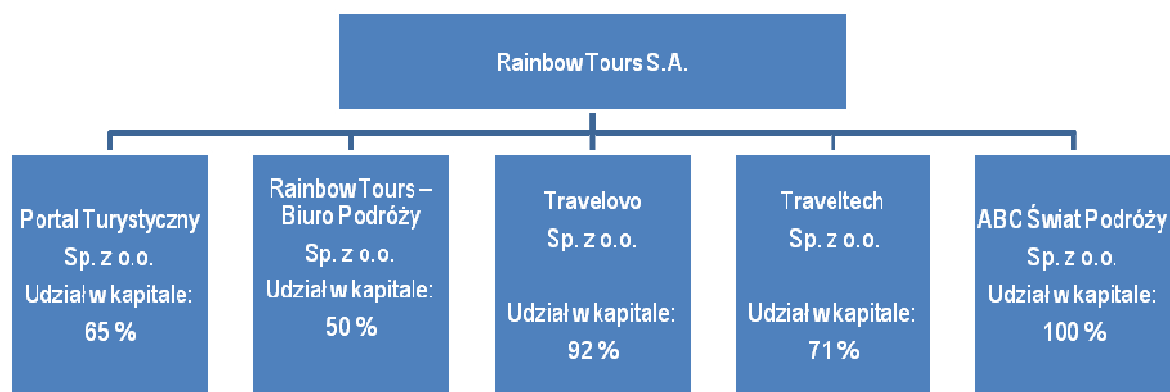 Rainbow Tours S.A.
Portal Turystyczny
Sp. z o.o.
Udział w kapitale:
65 %
Rainbow Tours –
Biuro Podróży
Sp. z o.o.
Udział w kapitale:
50 %
Travelovo
Sp. z o.o.
Udział w kapitale:
92 %
Traveltech
Sp. z o.o.
Udział w kapitale:
71 %
ABC Świat Podróży
Sp. z o.o.
Udział w kapitale:
100 %